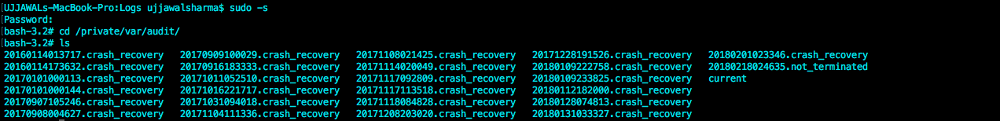 UJJAWALs-MacBook-Pro:Logs ujjawalsharma$ sudo -s
Password:
bash-3.2# cd /private/var/audit/
bash-3.2# ls
20160114013717.crash_recovery 20170909100029.crash_recovery 20171108021425.crash_recovery 20171228191526.crash_recovery 20180201023346.crash_recovery
20160114173632.crash_recovery 20170916183333.crash_recovery 20171114020049.crash_recovery 20180109222758.crash_recovery 20180218024635.not_terminated
20170101000113.crash_recovery 20171011052510.crash_recovery 20171117092809.crash_recovery 20180109233825.crash_recovery current
20170101000144.crash_recovery 20171016221717.crash_recovery 20171117113518.crash_recovery 20180112182000.crash_recovery
20170907105246.crash_recovery 20171031094018.crash_recovery 20171118084828.crash_recovery 20180128074813.crash_recovery
20170908004627.crash_recovery 20171104111336.crash_recovery 20171208203020.crash_recovery 20180131033327.crash_recovery